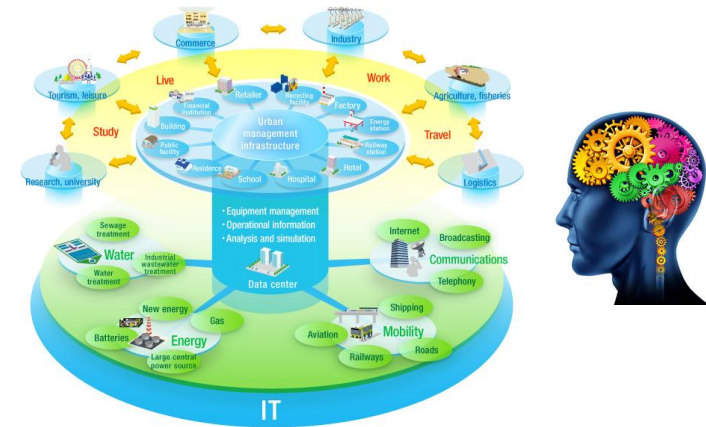 Commerce
Industry
Tourism, leisure
Live
Work
Agriculture, fisheries
Study
Travel
Research, university
Logistics
Retailer
Recycling
facility
Financial
institution
Factory
Building
Energy
station
Public
facility
Railway
station
Residence
School
Hospital
Hotel
Urban
management
infrastructure
• Equipment management
• Operational information
• Analysis and simulation
Data center
Sewage
treatment
Water
Industrial
wastewater
treatment
Water
treatment
Internet
Broadcasting
Communications
Telephony
New energy
Gas
Batteries
Energy
Large central
power source
Shipping
Aviation
Mobility
Railways
Roads
IT